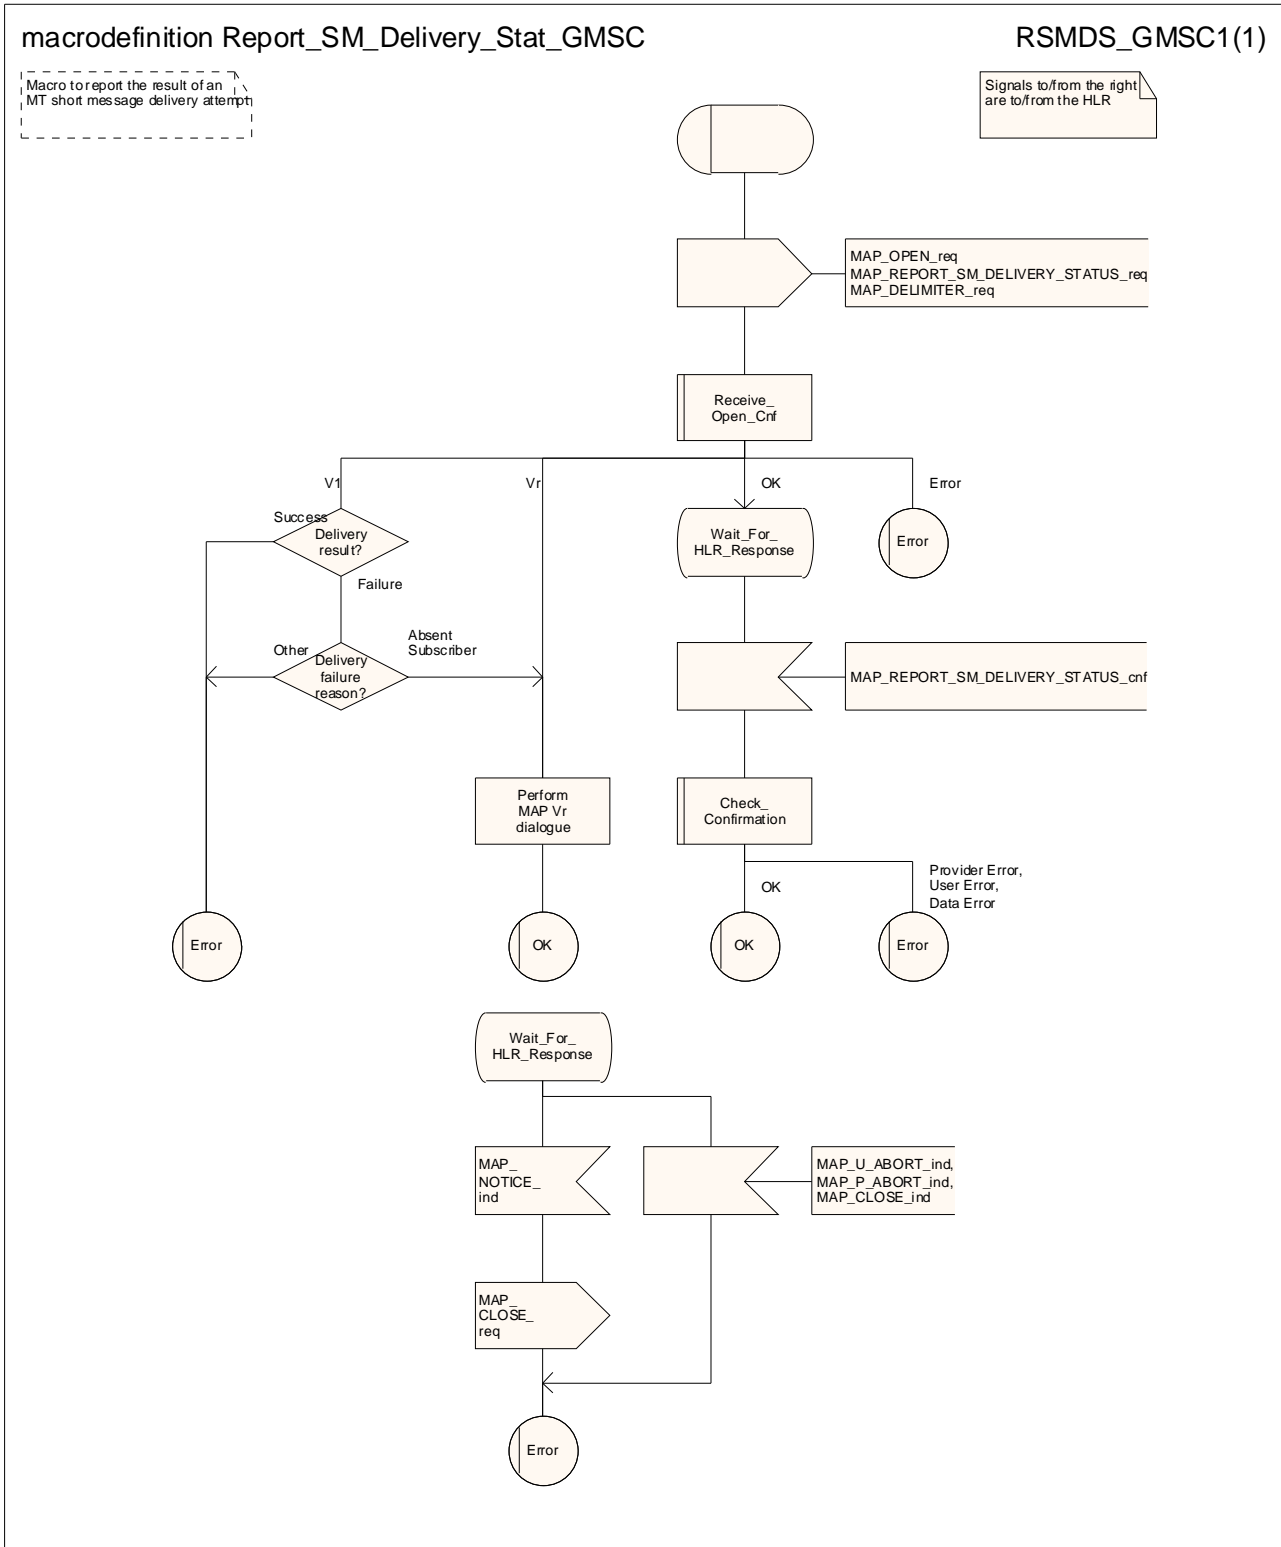 macrodefinition Report_SM_Delivery_Stat_GMSC
RSMDS_GMSC1(1)
Macro to report the result of an
MT short message delivery attempt
Signals to/from the right
are to/from the HLR
MAP_OPEN_req
MAP_REPORT_SM_DELIVERY_STATUS_req
MAP_DELIMITER_req
Receive_
Open_Cnf
V1
Vr
OK
Error
Success
Delivery
result?
Wait_For_
HLR_Response
Error
Failure
Other
Absent
Subscriber
Delivery
failure
reason?
MAP_REPORT_SM_DELIVERY_STATUS_cnf
Perform
MAP Vr
dialogue
Check_
Confirmation
OK
Provider Error,
User Error,
Data Error
Error
OK
OK
Error
Wait_For_
HLR_Response
MAP_
NOTICE_
ind
MAP_U_ABORT_ind,
MAP_P_ABORT_ind,
MAP_CLOSE_ind
MAP_
CLOSE_
req
Error